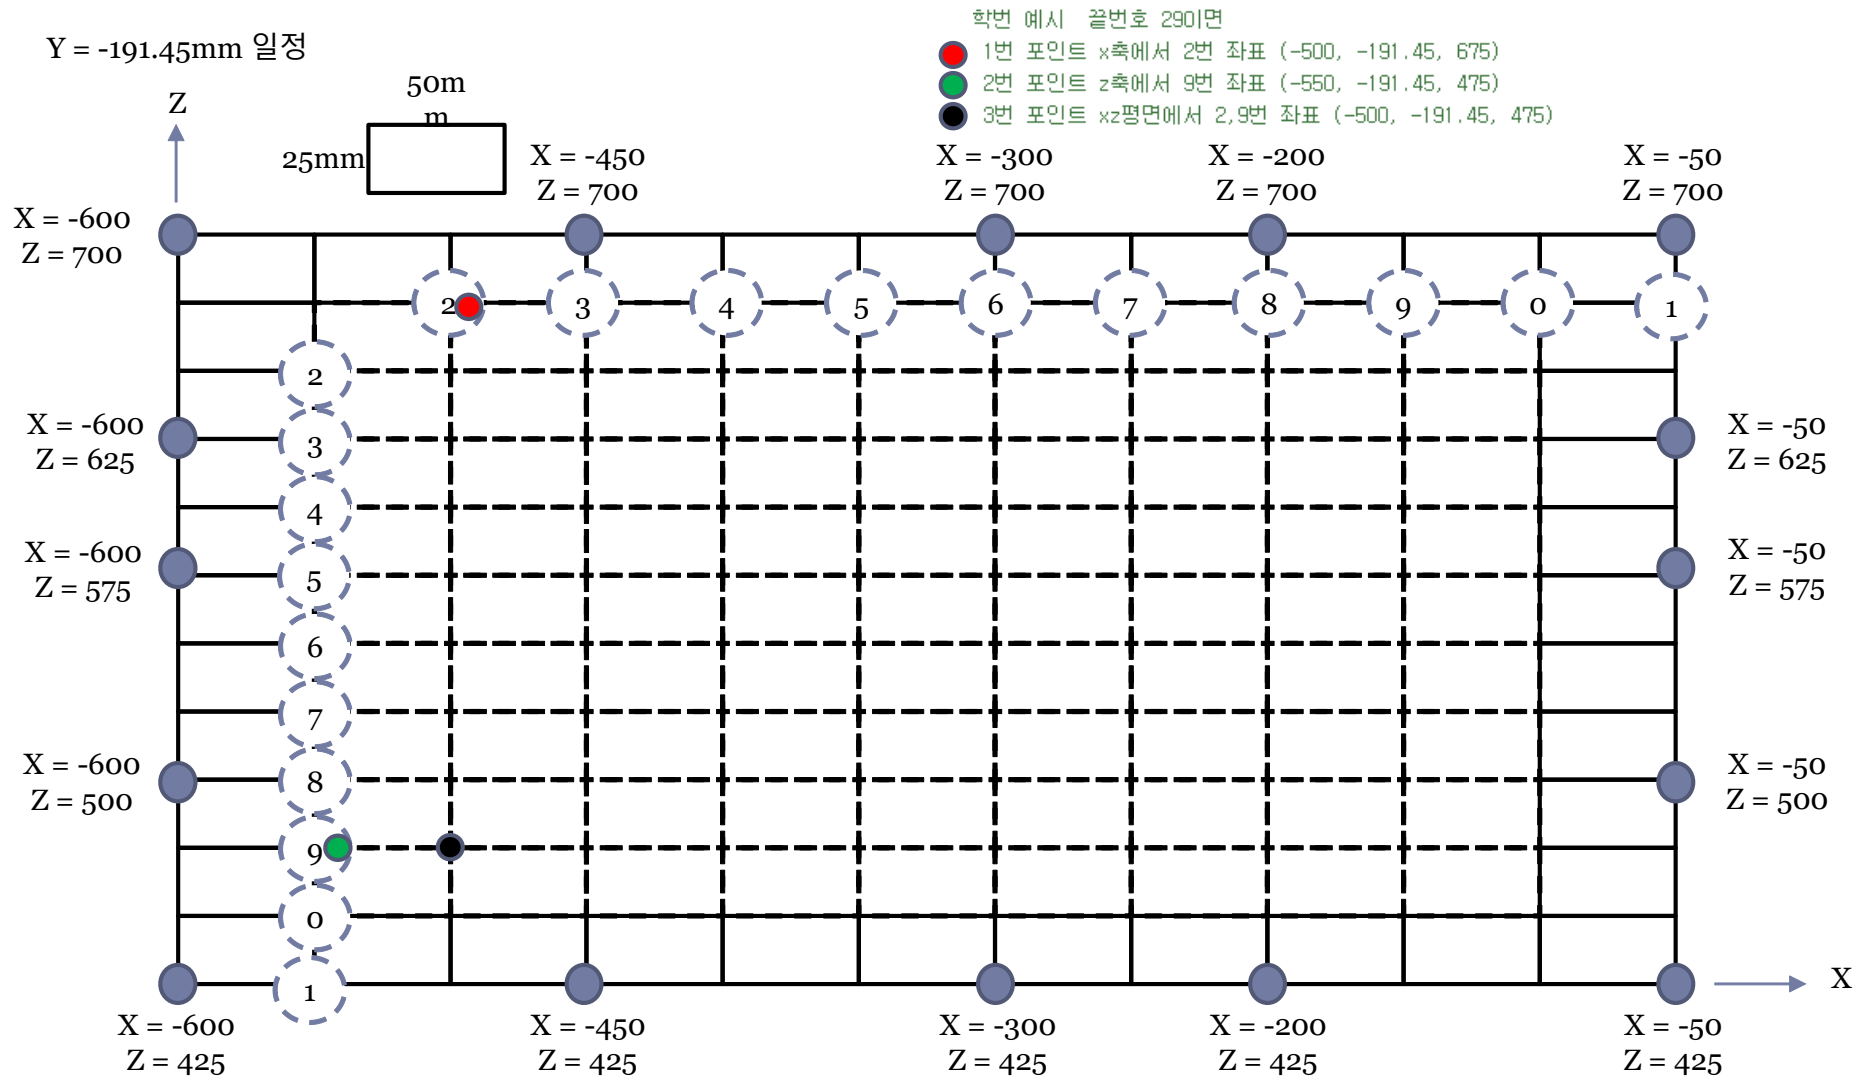 학번 예시 끝번호 290이면
1번 포인트 x축에서 2번 좌표 (-500, -191.45, 675)
2번 포인트 z축에서 9번 좌표 (-550, -191.45, 475)
3번 포인트 xz평면에서 2,9번 좌표 (-500, -191.45, 475)
Y = -191.45mm 일정
50m
m
25mm
Z
X = -450
Z = 700
X = -300
Z = 700
X = -200
Z = 700
X = -50
Z = 700
X = -600
Z = 700
2 3 4 5 6 7 8 9 0 1
2
X = -600
Z = 625
3
X = -50
Z = 625
4
X = -600
Z = 575
5
X = -50
Z = 575
6
7
X = -600
Z = 500
8
X = -50
Z = 500
9
0
1
X
X = -600
Z = 425
X = -450
Z = 425
X = -300
Z = 425
X = -200
Z = 425
X = -50
Z = 425